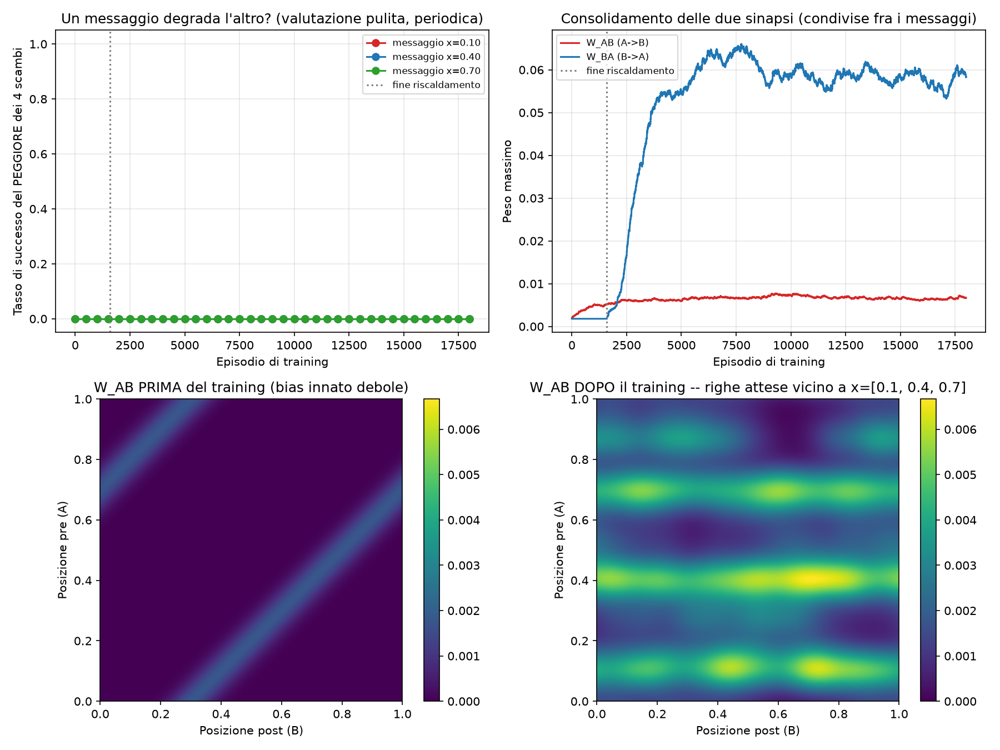 Un messaggio degrada l'altro? (valutazione pulita, periodica)
Tasso di successo del PEGGIORE dei 4 scambi
1.0
0.8
0.6
0.4
0.2
0.0
messaggio x=0.10
messaggio x=0.40
messaggio x=0.70
fine riscaldamento
0 2500 5000 7500 10000 12500 15000 17500
Episodio di training
Consolidamento delle due sinapsi (condivise fra i messaggi)
Peso massimo
0.06
0.05
0.04
0.03
0.02
0.01
0.00
W_AB (A->B)
W_BA (B->A)
fine riscaldamento
0 2500 5000 7500 10000 12500 15000 17500
Episodio di training
W_AB PRIMA del training (bias innato debole)
Posizione pre (A)
1.0
0.8
0.6
0.4
0.2
0.0
0.0 0.2 0.4 0.6 0.8 1.0
Posizione post (B)
0.006
0.005
0.004
0.003
0.002
0.001
0.000
W_AB DOPO il training -- righe attese vicino a x=[0.1, 0.4, 0.7]
Posizione pre (A)
1.0
0.8
0.6
0.4
0.2
0.0
0.0 0.2 0.4 0.6 0.8 1.0
Posizione post (B)
0.006
0.005
0.004
0.003
0.002
0.001
0.000